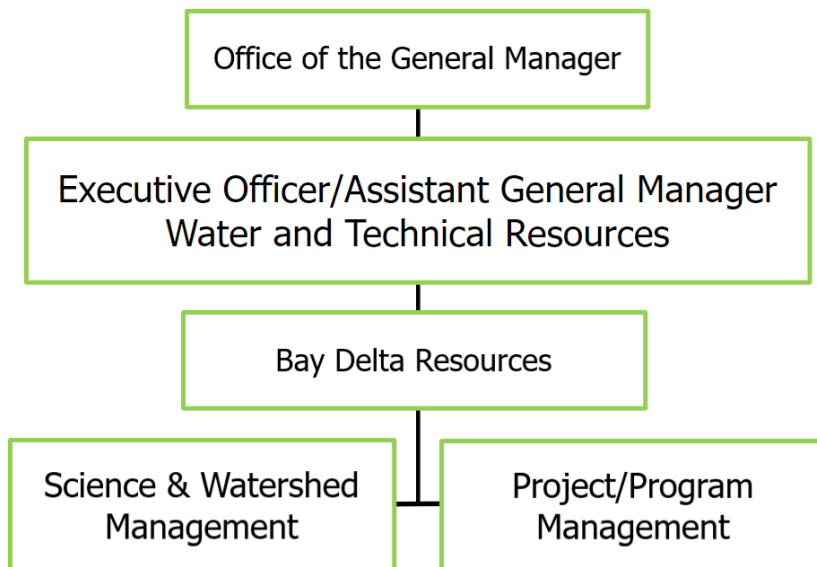 Office of the General Manager
Executive Officer/Assistant General Manager
Water and Technical Resources
Bay Delta Resources
Science & Watershed
Management
Project/Program
Management